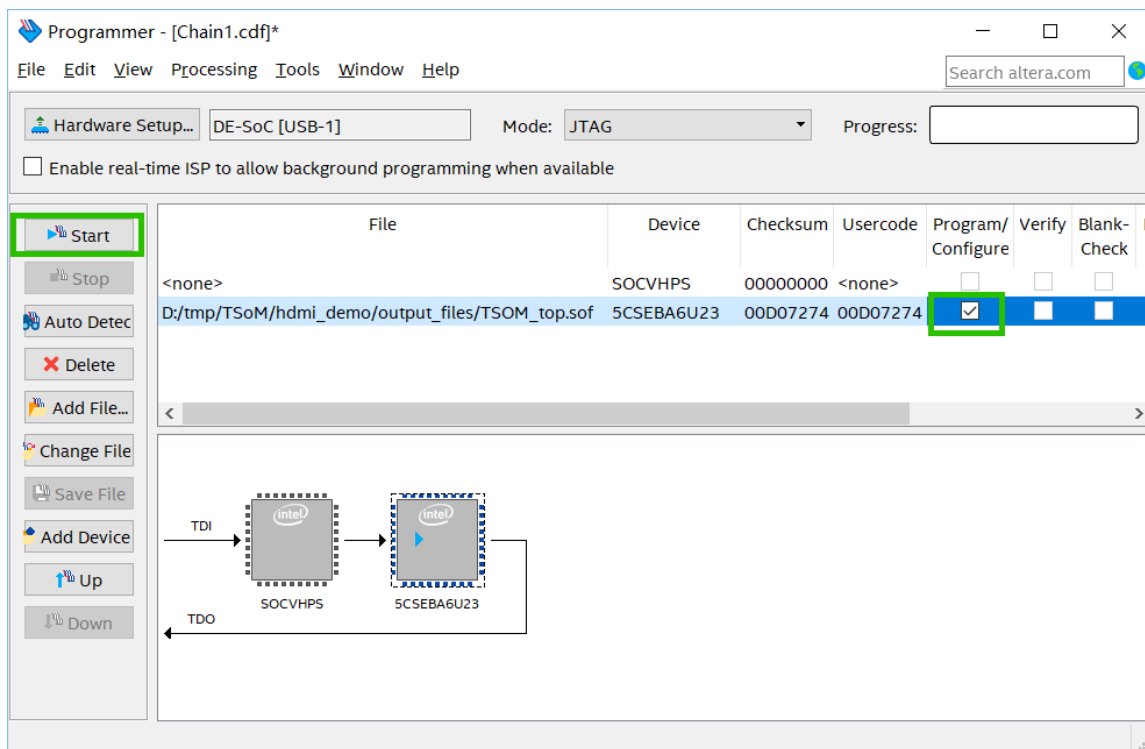 Programmer - [Chain1.cdf]*
File Edit View Processing Tools Window Help
Search altera.com
Hardware Setup... DE-SoC [USB-1] Mode: JTAG Progress:
Enable real-time ISP to allow background programming when available
Start
Stop
Auto Detec
Delete
Add File...
Change File
Save File
Add Device
Up
Down
File Device Checksum Usercode Program/ Verify Blank-
Configure Check
<none> SOCVHPS 00000000 <none>
D:/tmp/TSoM/hdmi_demo/output_files/TSOM_top.sof 5CSEBA6U23 00D07274 00D07274
intel intel
TDI
SOCVHPS 5CSEBA6U23
TDO